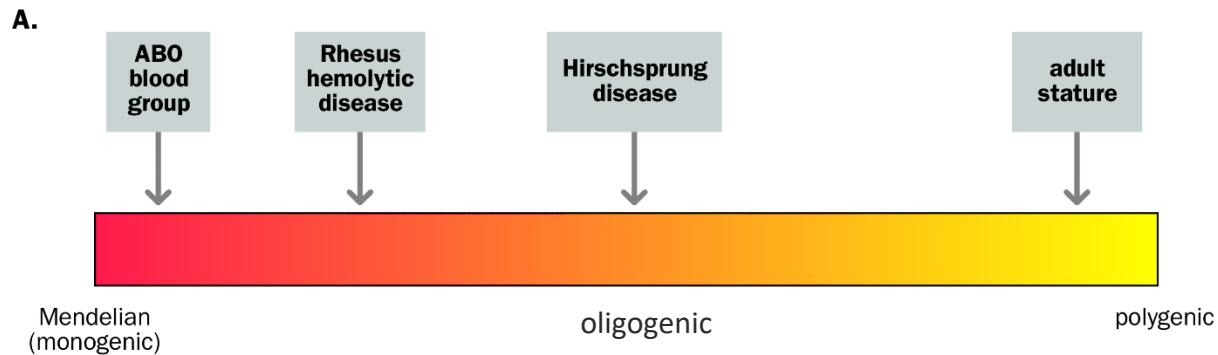 A.
ABO
blood
group
Rhesus
hemolytic
disease
Hirschsprung
disease
adult
stature
Mendelian
(monogenic)
oligogenic
polygenic